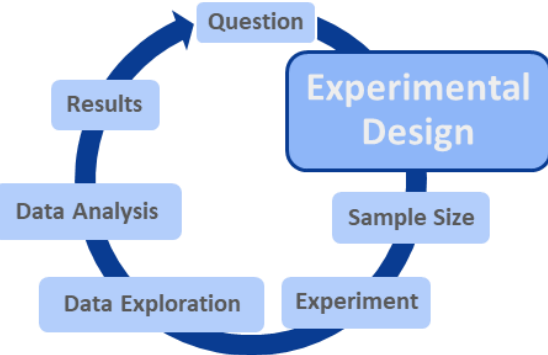 Question
Experimental
Design
Sample Size
Experiment
Data Exploration
Data Analysis
Results